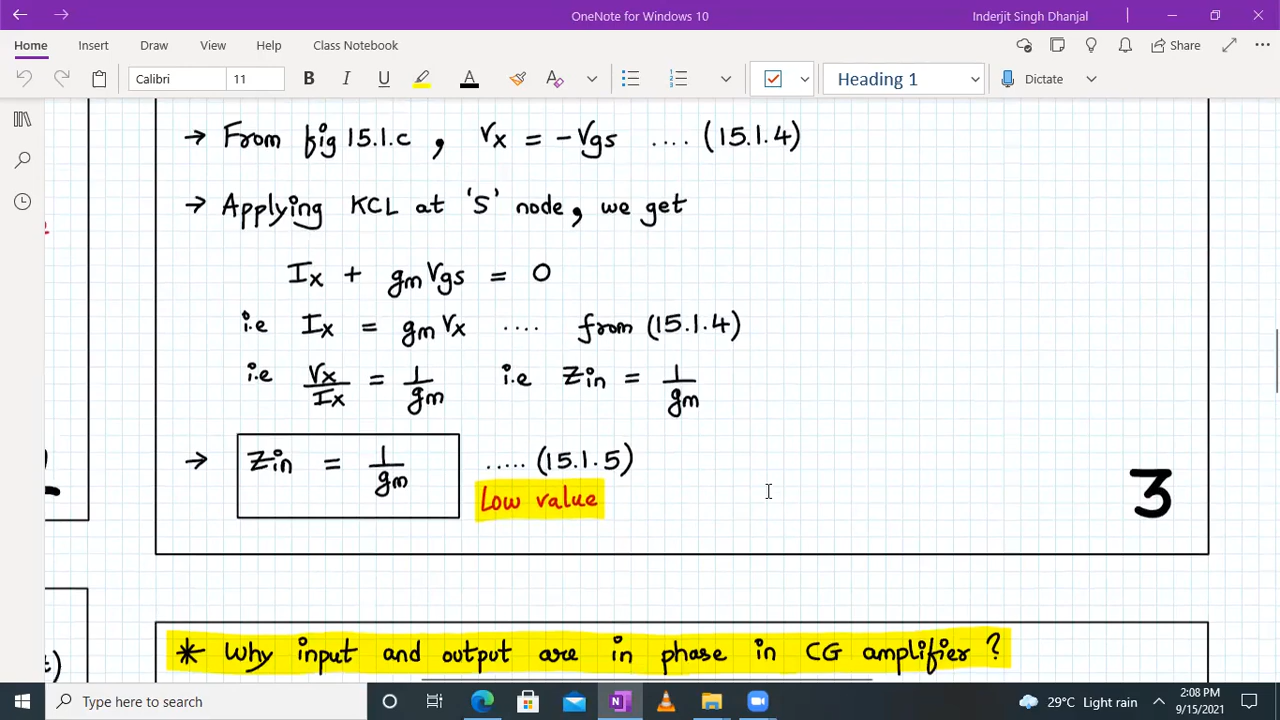 OneNote for Windows 10
Inderjit Singh Dhanjal
Home Insert Draw View Help Class Notebook
Share
Calibri 11 B I U A Heading 1 Dictate
→ From fig 15.1.c, Vx = -Vgs .... (15.1.4)
→ Applying KCL at 'S' node, we get
Ix + gmVgs = 0
i.e Ix = gmVx .... from (15.1.4)
i.e Vx/Ix = 1/gm i.e Zin = 1/gm
→ Zin = 1/gm ..... (15.1.5)
Low value
3
* Why input and output are in phase in CG amplifier?
Type here to search
29°C Light rain
2:08 PM
9/15/2021